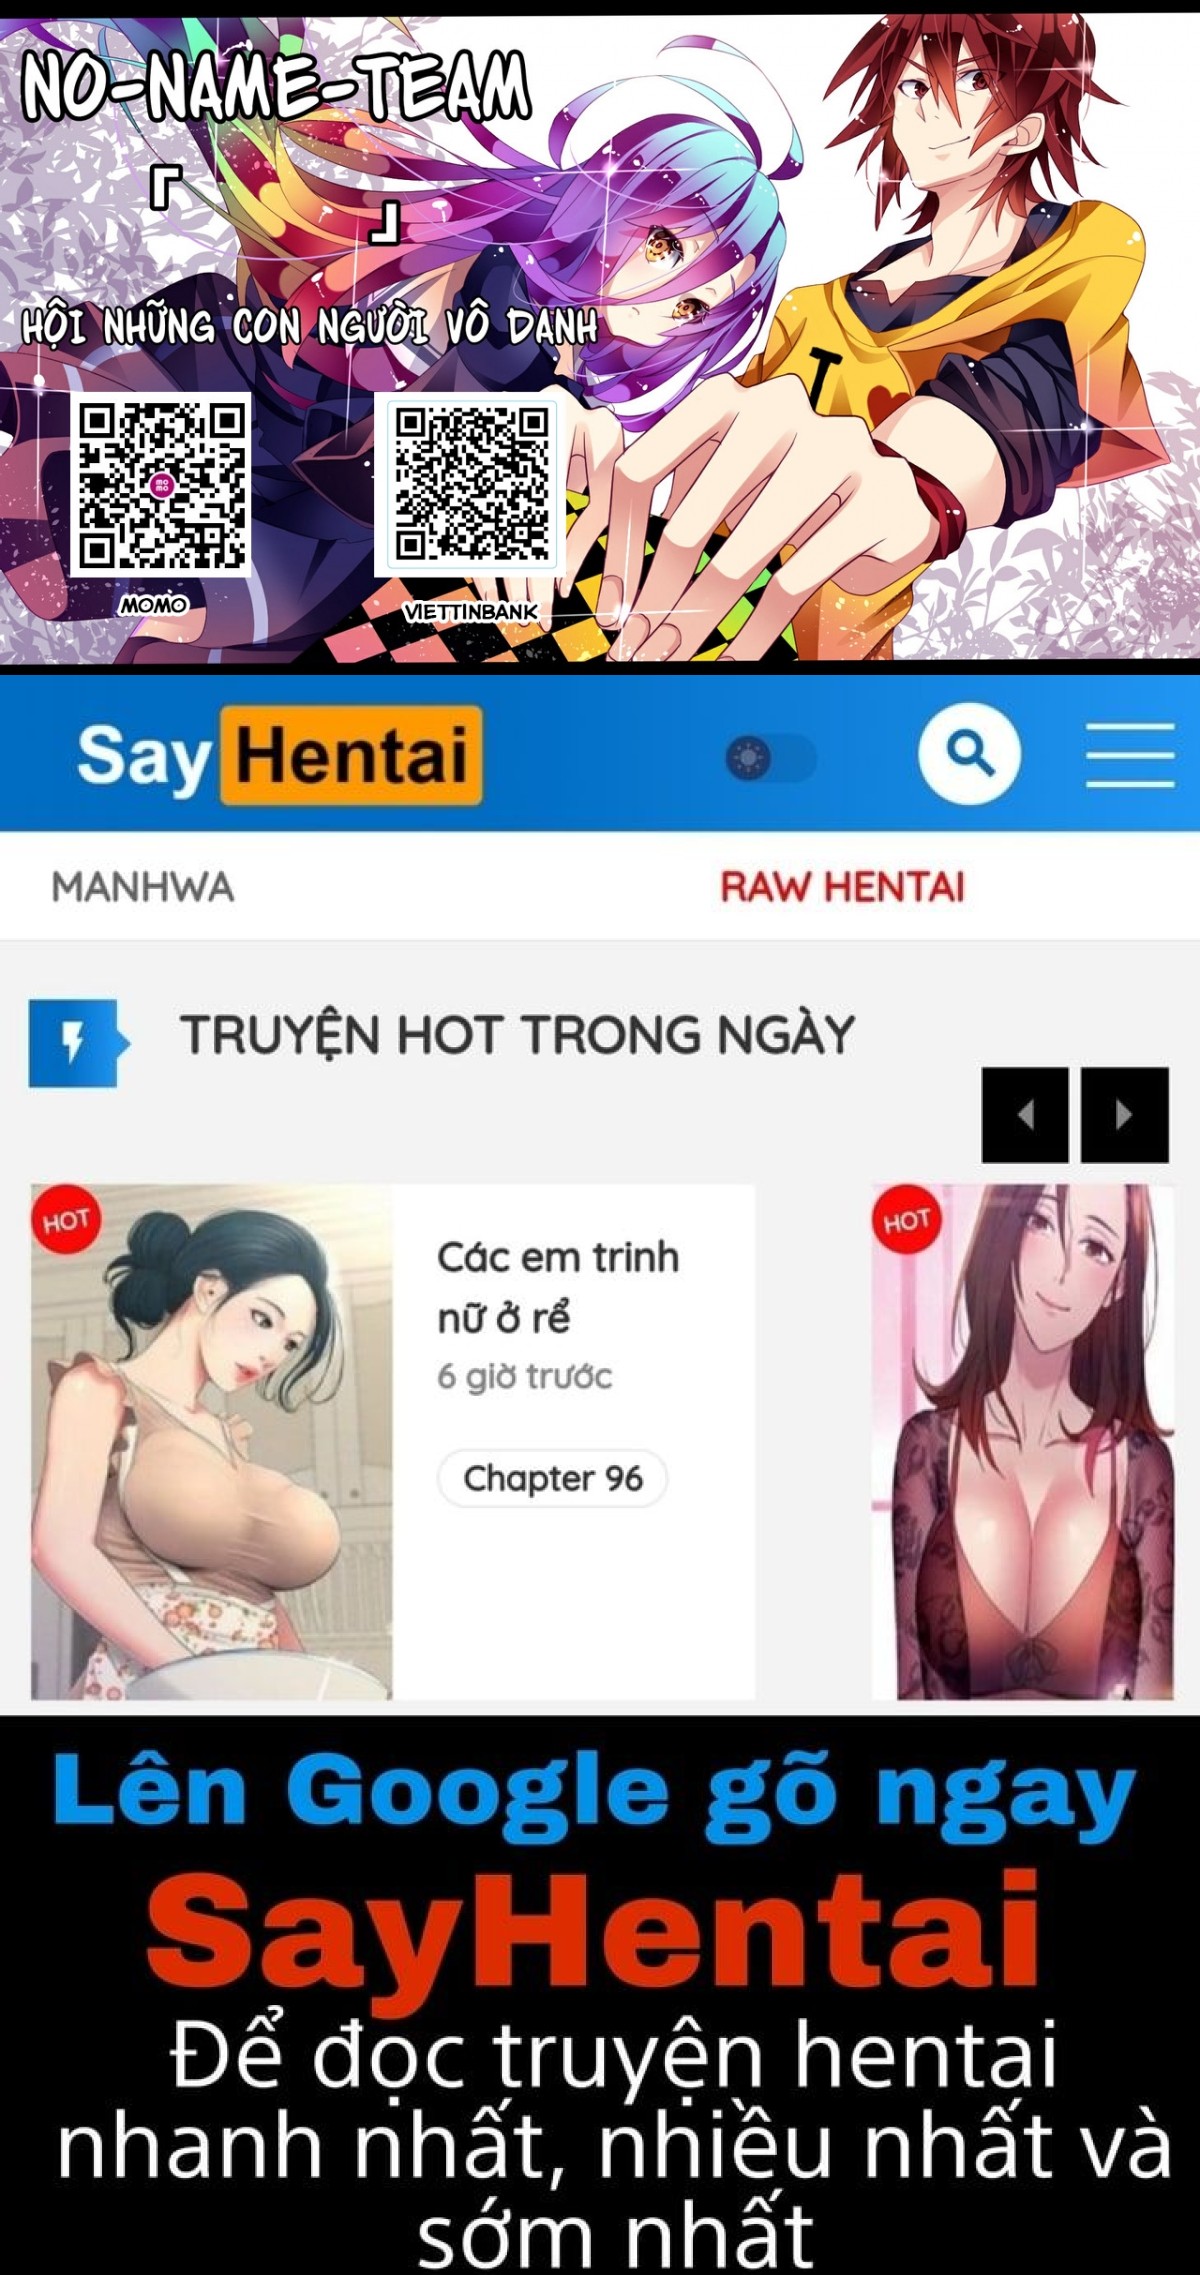 NO-NAME-TEAM
「
」
HỘI NHỮNG CON NGƯỜI VÔ DANH
T
mo
mo
MOMO
VIETTINBANK
Say Hentai
MANHWA
RAW HENTAI
TRUYỆN HOT TRONG NGÀY
HOT
Các em trinh
nữ ở rể
6 giờ trước
Chapter 96
HOT
Lên Google gõ ngay
SayHentai
Để đọc truyện hentai
nhanh nhất, nhiều nhất và
sớm nhất